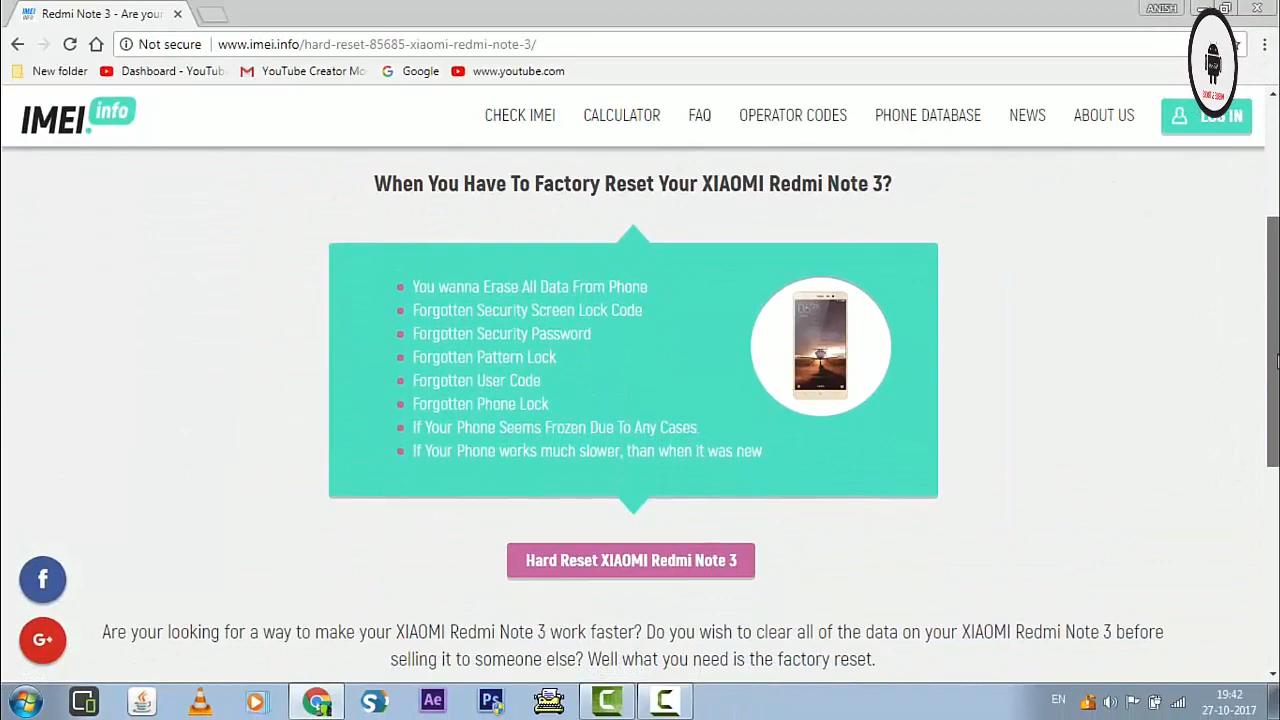 Redmi Note 3 - Are your
ANISH
Not secure
www.imei.info/hard-reset-85685-xiaomi-redmi-note-3/
New folder
Dashboard - YouTub
YouTube Creator Mo
Google
www.youtube.com
IMEI.info
CHECK IMEI
CALCULATOR
FAQ
OPERATOR CODES
PHONE DATABASE
NEWS
ABOUT US
LOG IN
When You Have To Factory Reset Your XIAOMI Redmi Note 3?
You wanna Erase All Data From Phone
Forgotten Security Screen Lock Code
Forgotten Security Password
Forgotten Pattern Lock
Forgotten User Code
Forgotten Phone Lock
If Your Phone Seems Frozen Due To Any Cases.
If Your Phone works much slower, than when it was new
Hard Reset XIAOMI Redmi Note 3
f
G+
Are your looking for a way to make your XIAOMI Redmi Note 3 work faster? Do you wish to clear all of the data on your XIAOMI Redmi Note 3 before
selling it to someone else? Well what you need is the factory reset.
Ae
Ps
EN
19:42
27-10-2017